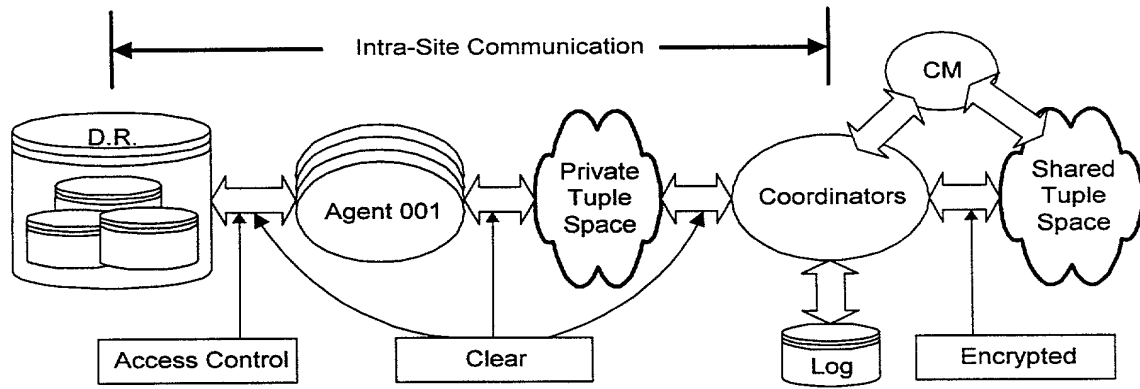 Intra-Site Communication
CM
D.R.
Agent 001
Private
Tuple
Space
Coordinators
Shared
Tuple
Space
Access Control
Clear
Log
Encrypted